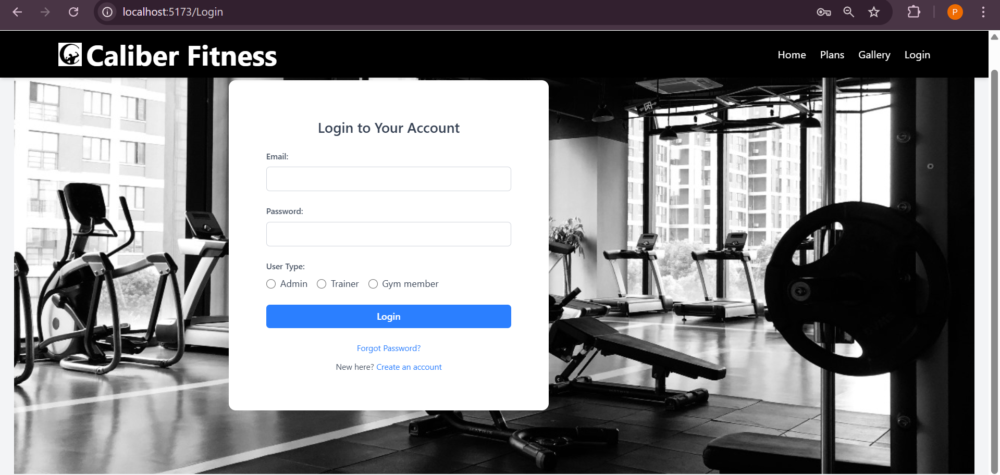 localhost:5173/Login
P
Caliber Fitness
Home Plans Gallery Login
Login to Your Account
Email:
Password:
User Type:
Admin Trainer Gym member
Login
Forgot Password?
New here? Create an account
MATRIX